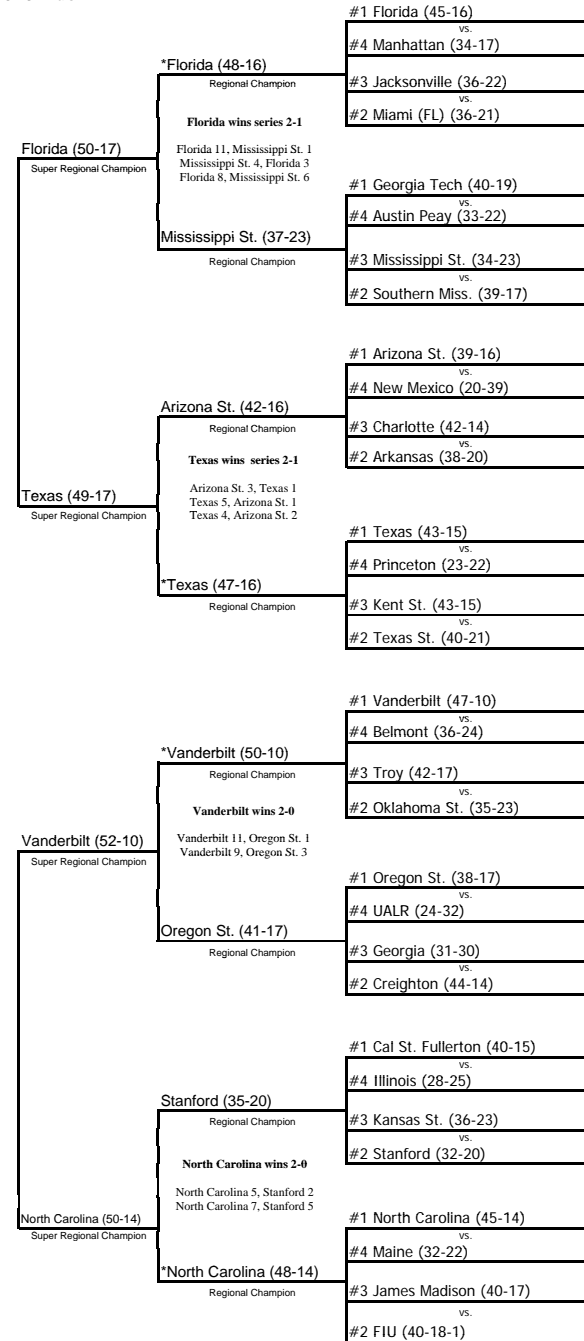 #1 Florida (45-16)
vs.
#4 Manhattan (34-17)
*Florida (48-16)
Regional Champion
#3 Jacksonville (36-22)
vs.
#2 Miami (FL) (36-21)
Florida wins series 2-1
Florida 11, Mississippi St. 1
Mississippi St. 4, Florida 3
Florida 8, Mississippi St. 6
Florida (50-17)
Super Regional Champion
#1 Georgia Tech (40-19)
vs.
#4 Austin Peay (33-22)
Mississippi St. (37-23)
Regional Champion
#3 Mississippi St. (34-23)
vs.
#2 Southern Miss. (39-17)
#1 Arizona St. (39-16)
vs.
#4 New Mexico (20-39)
Arizona St. (42-16)
Regional Champion
#3 Charlotte (42-14)
vs.
#2 Arkansas (38-20)
Texas wins series 2-1
Arizona St. 3, Texas 1
Texas 5, Arizona St. 1
Texas 4, Arizona St. 2
Texas (49-17)
Super Regional Champion
#1 Texas (43-15)
vs.
#4 Princeton (23-22)
*Texas (47-16)
Regional Champion
#3 Kent St. (43-15)
vs.
#2 Texas St. (40-21)
#1 Vanderbilt (47-10)
vs.
#4 Belmont (36-24)
*Vanderbilt (50-10)
Regional Champion
#3 Troy (42-17)
vs.
#2 Oklahoma St. (35-23)
Vanderbilt wins 2-0
Vanderbilt 11, Oregon St. 1
Vanderbilt 9, Oregon St. 3
Vanderbilt (52-10)
Super Regional Champion
#1 Oregon St. (38-17)
vs.
#4 UALR (24-32)
Oregon St. (41-17)
Regional Champion
#3 Georgia (31-30)
vs.
#2 Creighton (44-14)
#1 Cal St. Fullerton (40-15)
vs.
#4 Illinois (28-25)
Stanford (35-20)
Regional Champion
#3 Kansas St. (36-23)
vs.
#2 Stanford (32-20)
North Carolina wins 2-0
North Carolina 5, Stanford 2
North Carolina 7, Stanford 5
North Carolina (50-14)
Super Regional Champion
#1 North Carolina (45-14)
vs.
#4 Maine (32-22)
*North Carolina (48-14)
Regional Champion
#3 James Madison (40-17)
vs.
#2 FIU (40-18-1)